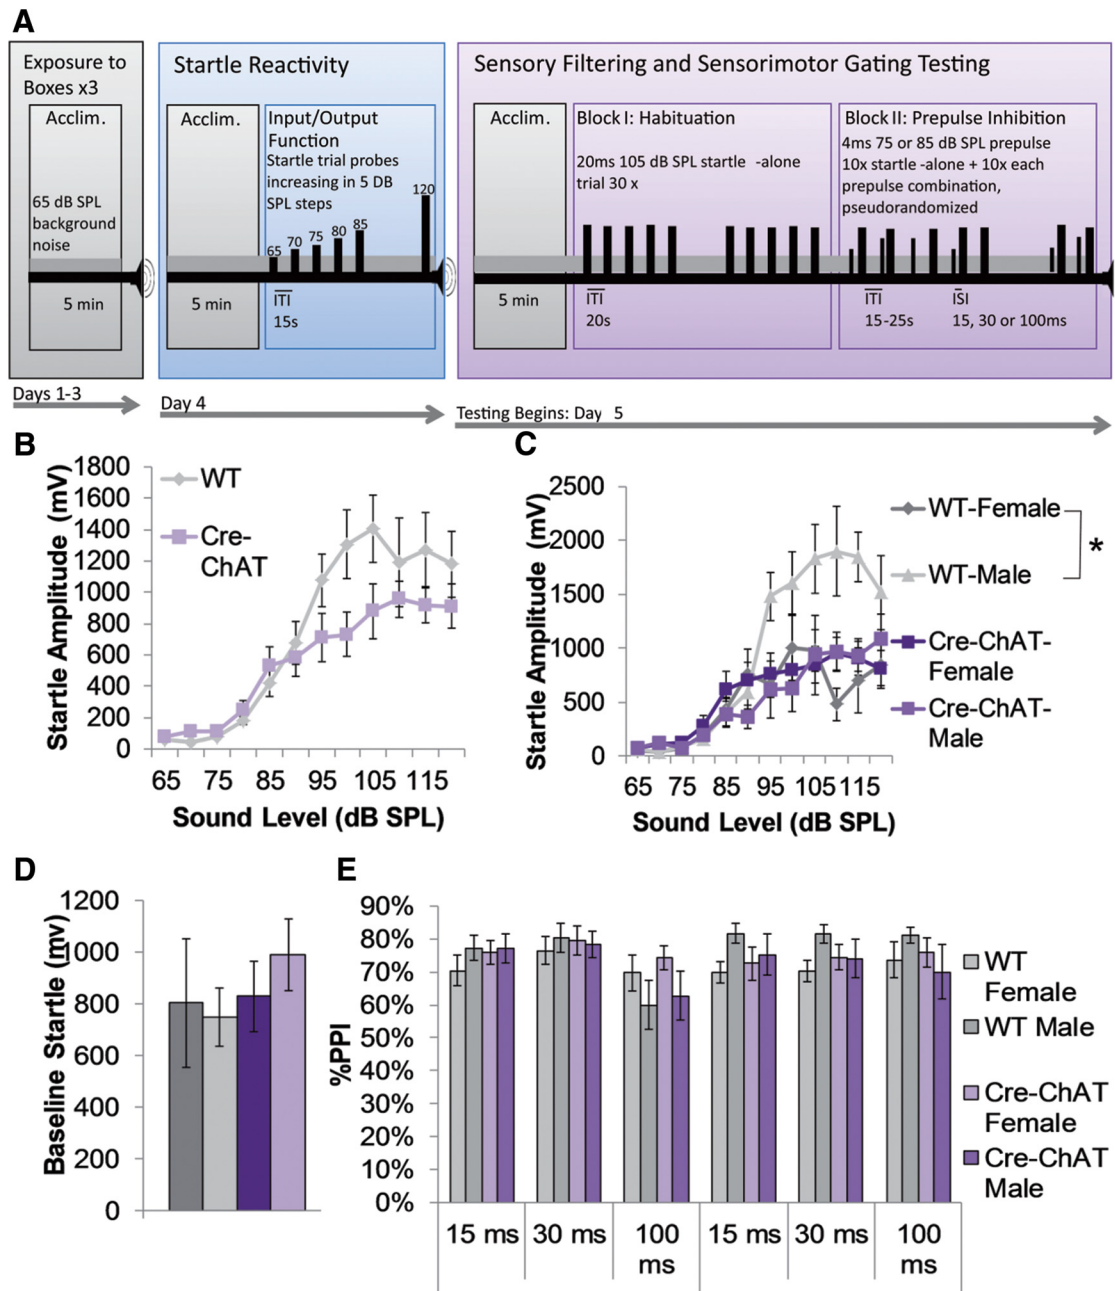 A
Exposure to
Boxes x3
Acclim.
65 dB SPL
background
noise
5 min
Days 1-3
Startle Reactivity
Acclim.
5 min
Input/Output
Function
Startle trial probes
increasing in 5 DB
SPL steps
65
70
75
80
85
120
ITI
15s
Day 4
Sensory Filtering and Sensorimotor Gating Testing
Acclim.
5 min
Block I: Habituation
20ms 105 dB SPL startle -alone
trial 30 x
ITI
20s
Block II: Prepulse Inhibition
4ms 75 or 85 dB SPL prepulse
10x startle -alone + 10x each
prepulse combination,
pseudorandomized
ITI
15-25s
ISI
15, 30 or 100ms
Testing Begins: Day 5
B
Startle Amplitude (mV)
1800
1600
1400
1200
1000
800
600
400
200
0
65 75 85 95 105 115
Sound Level (dB SPL)
WT
Cre-
ChAT
C
Startle Amplitude (mV)
2500
2000
1500
1000
500
0
65 75 85 95 105 115
Sound Level (dB SPL)
WT-Female
WT-Male
*
Cre-ChAT-
Female
Cre-ChAT-
Male
D
Baseline Startle (mv)
1200
1000
800
600
400
200
0
E
%PPI
90%
80%
70%
60%
50%
40%
30%
20%
10%
0%
15 ms 30 ms 100 ms 15 ms 30 ms 100 ms
WT
Female
WT Male
Cre-ChAT
Female
Cre-ChAT
Male